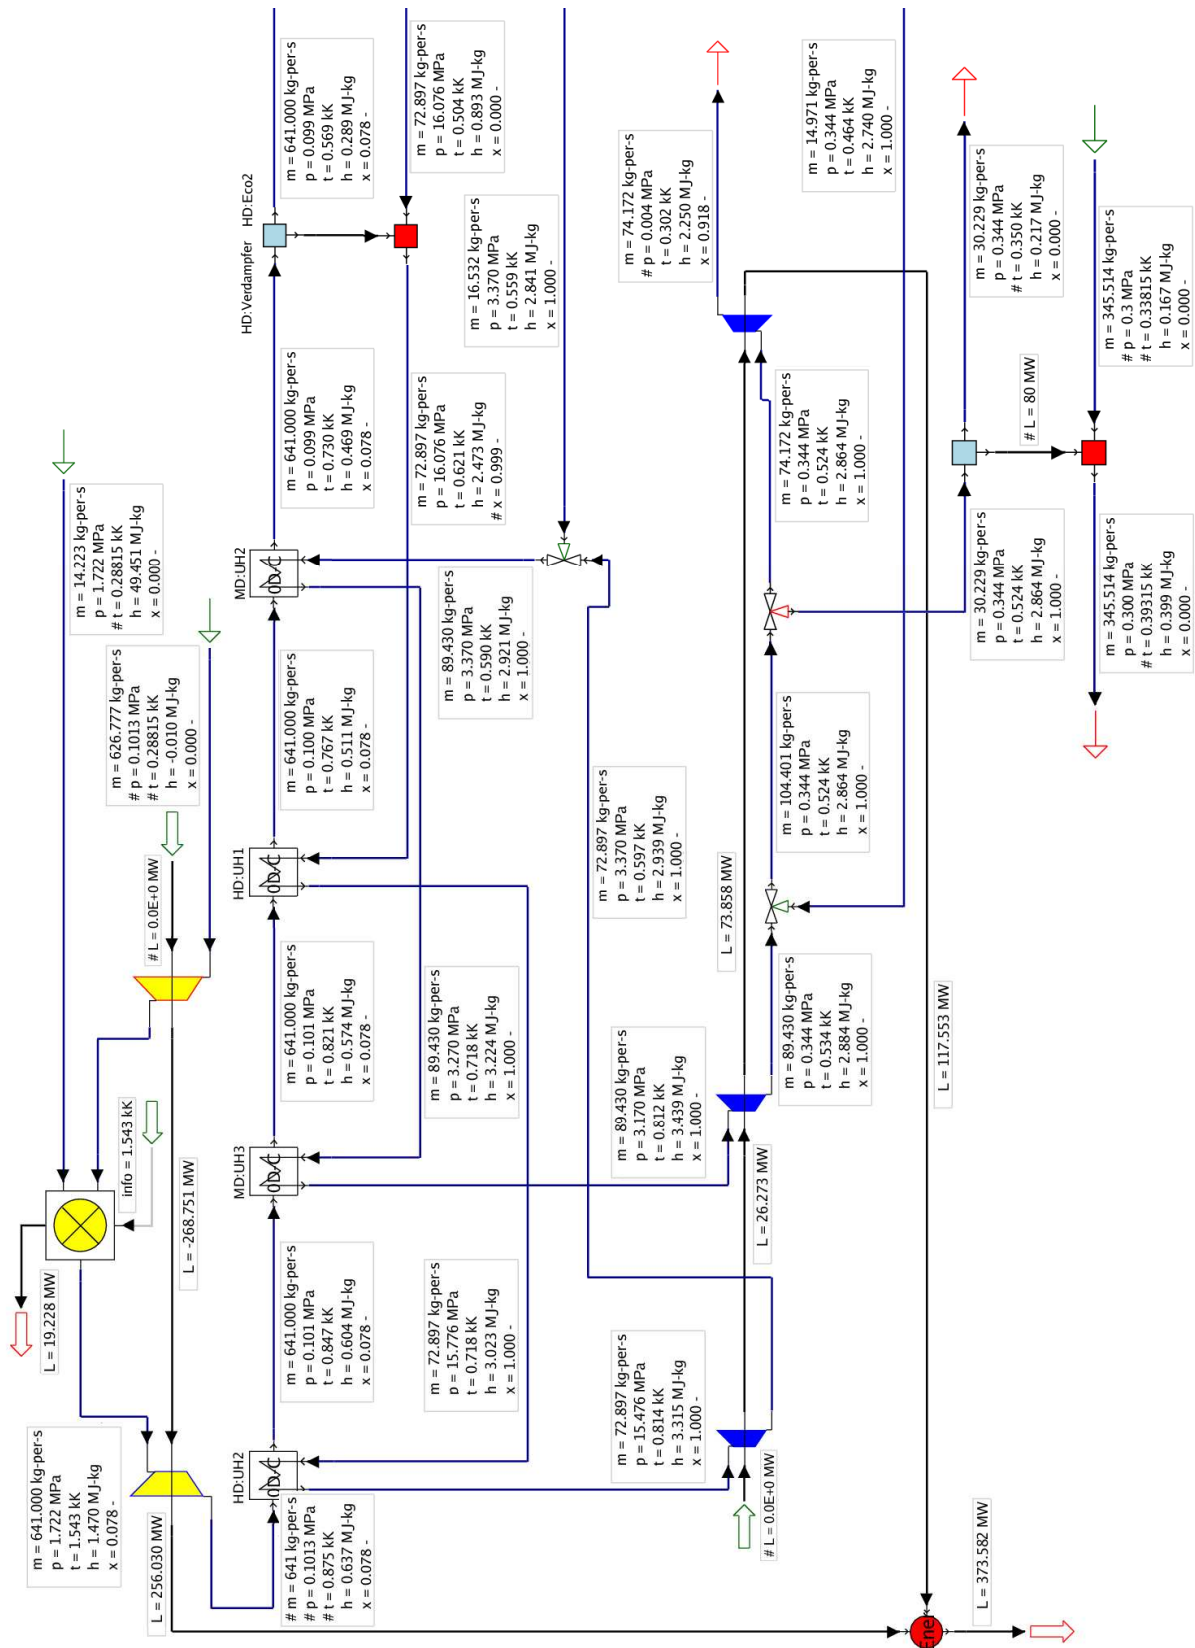 m = 641.000 kg-per-s
p = 1.722 MPa
t = 1.543 kK
h = 1.470 MJ-kg
x = 0.078 -
L = 256.030 MW
L = 19.228 MW
info = 1.543 kK
L = -268.751 MW
# L = 0.0E+0 MW
m = 626.777 kg-per-s
# p = 0.1013 MPa
# t = 0.28815 kK
h = -0.010 MJ-kg
x = 0.000 -
m = 14.223 kg-per-s
p = 1.722 MPa
# t = 0.28815 kK
h = 49.451 MJ-kg
x = 0.000 -
HD:UH2
0D/C
MD:UH3
0D/C
HD:UH1
0D/C
MD:UH2
0D/C
HD:Verdampfer
HD:Eco2
# m = 641 kg-per-s
# p = 0.1013 MPa
# t = 0.875 kK
h = 0.637 MJ-kg
x = 0.078 -
m = 641.000 kg-per-s
p = 0.101 MPa
t = 0.847 kK
h = 0.604 MJ-kg
x = 0.078 -
m = 641.000 kg-per-s
p = 0.101 MPa
t = 0.821 kK
h = 0.574 MJ-kg
x = 0.078 -
m = 641.000 kg-per-s
p = 0.100 MPa
t = 0.767 kK
h = 0.511 MJ-kg
x = 0.078 -
m = 641.000 kg-per-s
p = 0.099 MPa
t = 0.730 kK
h = 0.469 MJ-kg
x = 0.078 -
m = 641.000 kg-per-s
p = 0.099 MPa
t = 0.569 kK
h = 0.289 MJ-kg
x = 0.078 -
m = 72.897 kg-per-s
p = 15.776 MPa
t = 0.718 kK
h = 3.023 MJ-kg
x = 1.000 -
m = 89.430 kg-per-s
p = 3.270 MPa
t = 0.718 kK
h = 3.224 MJ-kg
x = 1.000 -
m = 89.430 kg-per-s
p = 3.370 MPa
t = 0.590 kK
h = 2.921 MJ-kg
x = 1.000 -
m = 72.897 kg-per-s
p = 16.076 MPa
t = 0.621 kK
h = 2.473 MJ-kg
# x = 0.999 -
m = 16.532 kg-per-s
p = 3.370 MPa
t = 0.559 kK
h = 2.841 MJ-kg
x = 1.000 -
m = 72.897 kg-per-s
p = 16.076 MPa
t = 0.504 kK
h = 0.893 MJ-kg
x = 0.000 -
m = 72.897 kg-per-s
p = 15.476 MPa
t = 0.814 kK
h = 3.315 MJ-kg
x = 1.000 -
m = 89.430 kg-per-s
p = 3.170 MPa
t = 0.812 kK
h = 3.439 MJ-kg
x = 1.000 -
m = 72.897 kg-per-s
p = 3.370 MPa
t = 0.597 kK
h = 2.939 MJ-kg
x = 1.000 -
m = 74.172 kg-per-s
# p = 0.004 MPa
t = 0.302 kK
h = 2.250 MJ-kg
x = 0.918 -
# L = 0.0E+0 MW
L = 26.273 MW
L = 73.858 MW
m = 89.430 kg-per-s
p = 0.344 MPa
t = 0.534 kK
h = 2.884 MJ-kg
x = 1.000 -
m = 104.401 kg-per-s
p = 0.344 MPa
t = 0.524 kK
h = 2.864 MJ-kg
x = 1.000 -
m = 74.172 kg-per-s
p = 0.344 MPa
t = 0.524 kK
h = 2.864 MJ-kg
x = 1.000 -
m = 14.971 kg-per-s
p = 0.344 MPa
t = 0.464 kK
h = 2.740 MJ-kg
x = 1.000 -
Ener
L = 373.582 MW
L = 117.553 MW
m = 30.229 kg-per-s
p = 0.344 MPa
t = 0.524 kK
h = 2.864 MJ-kg
x = 1.000 -
# L = 80 MW
m = 30.229 kg-per-s
p = 0.344 MPa
# t = 0.350 kK
h = 0.217 MJ-kg
x = 0.000 -
m = 345.514 kg-per-s
p = 0.300 MPa
# t = 0.39315 kK
h = 0.399 MJ-kg
x = 0.000 -
m = 345.514 kg-per-s
# p = 0.3 MPa
# t = 0.33815 kK
h = 0.167 MJ-kg
x = 0.000 -